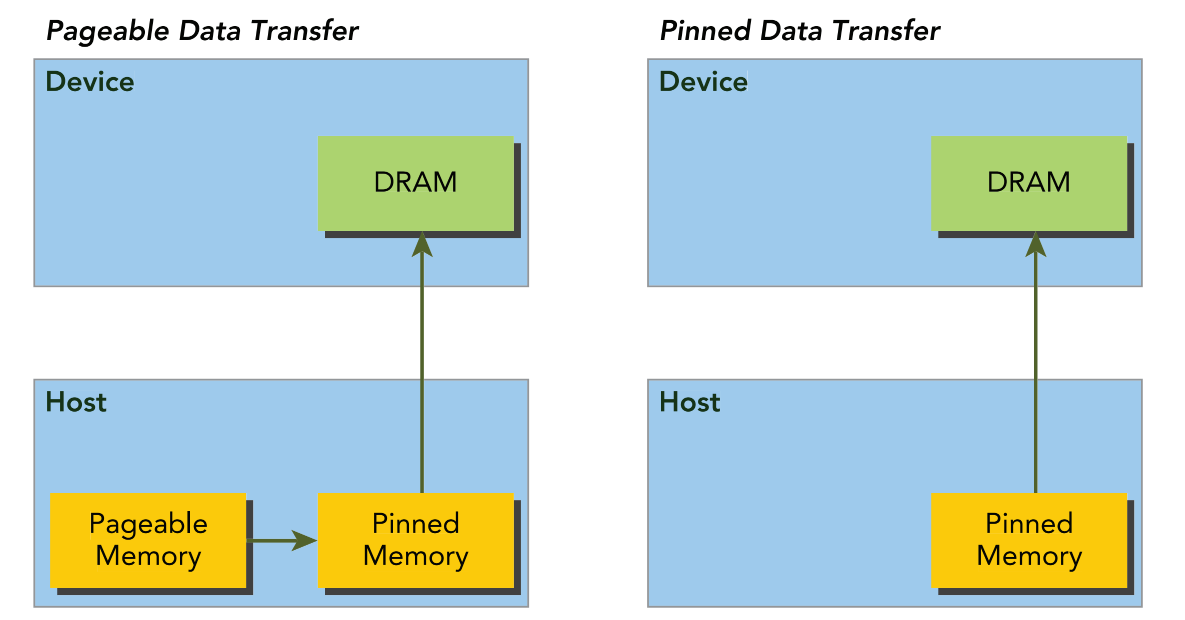 Pageable Data Transfer
Device
DRAM
Host
Pageable
Memory
Pinned
Memory
Pinned Data Transfer
Device
DRAM
Host
Pinned
Memory